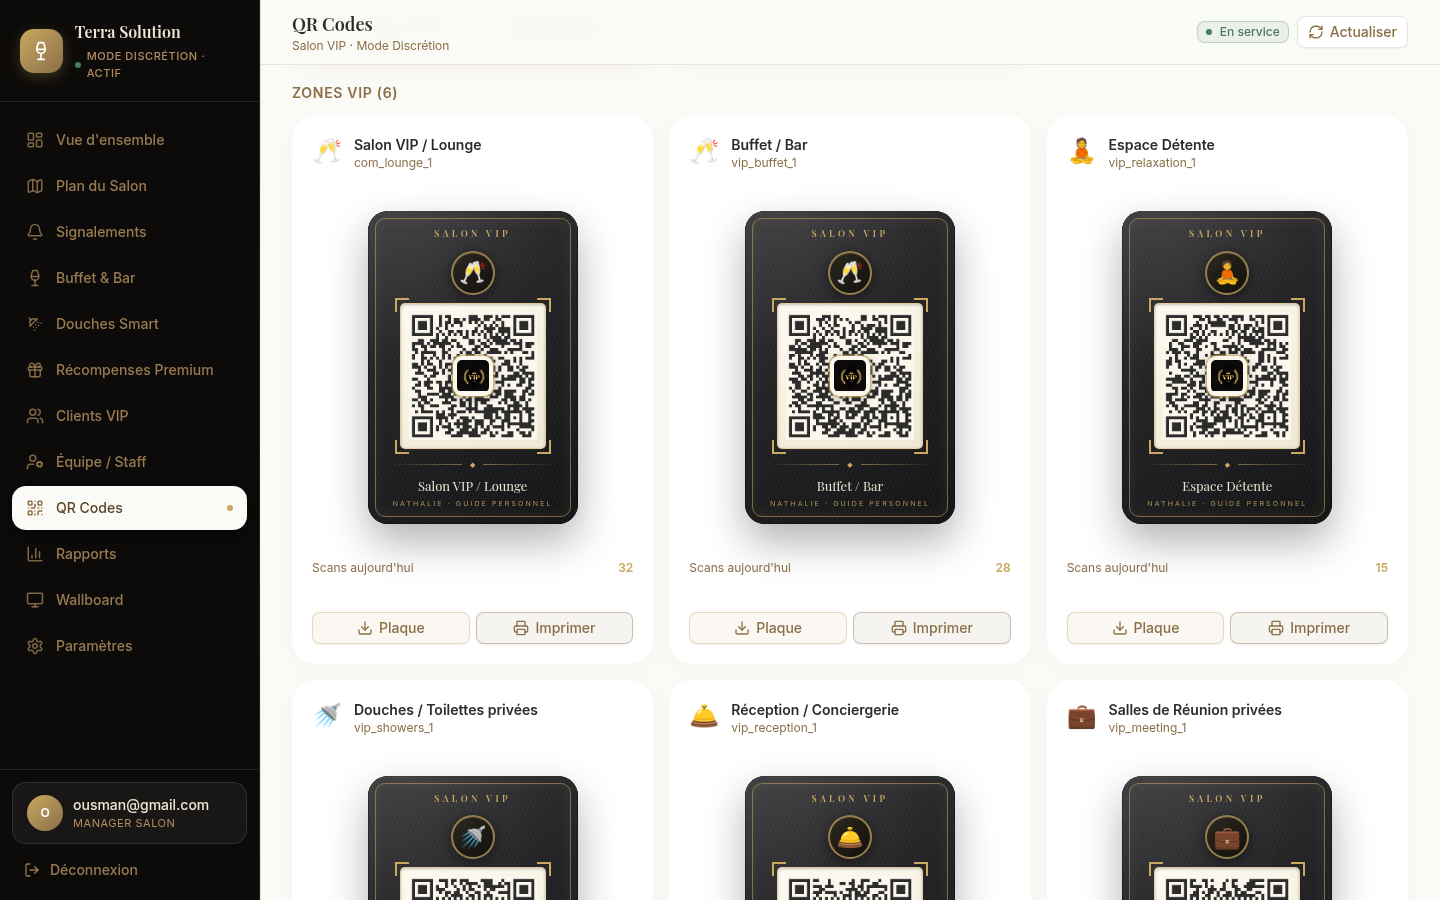 Terra Solution
MODE DISCRÉTION ·
ACTIF
Vue d'ensemble
Plan du Salon
Signalements
Buffet & Bar
Douches Smart
Récompenses Premium
Clients VIP
Équipe / Staff
QR Codes
Rapports
Wallboard
Paramètres
O
ousman@gmail.com
MANAGER SALON
Déconnexion
QR Codes
Salon VIP · Mode Discrétion
En service
Actualiser
ZONES VIP (6)
Salon VIP / Lounge
com_lounge_1
SALON VIP
VIP
Salon VIP / Lounge
NATHALIE · GUIDE PERSONNEL
Scans aujourd'hui 32
Plaque Imprimer
Buffet / Bar
vip_buffet_1
SALON VIP
VIP
Buffet / Bar
NATHALIE · GUIDE PERSONNEL
Scans aujourd'hui 28
Plaque Imprimer
Espace Détente
vip_relaxation_1
SALON VIP
VIP
Espace Détente
NATHALIE · GUIDE PERSONNEL
Scans aujourd'hui 15
Plaque Imprimer
Douches / Toilettes privées
vip_showers_1
SALON VIP
Réception / Conciergerie
vip_reception_1
SALON VIP
Salles de Réunion privées
vip_meeting_1
SALON VIP